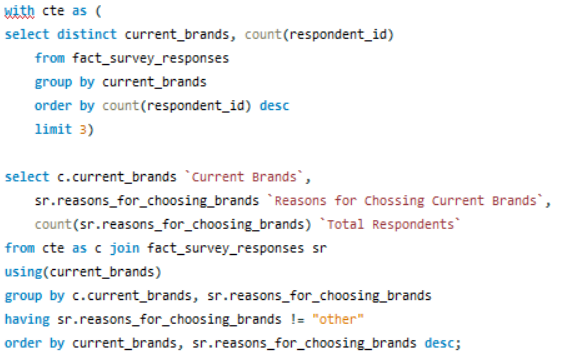 with cte as (
select distinct current_brands, count(respondent_id)
from fact_survey_responses
group by current_brands
order by count(respondent_id) desc
limit 3)
select c.current_brands `Current Brands`,
sr.reasons_for_choosing_brands `Reasons for Chossing Current Brands`,
count(sr.reasons_for_choosing_brands) `Total Respondents`
from cte as c join fact_survey_responses sr
using(current_brands)
group by c.current_brands, sr.reasons_for_choosing_brands
having sr.reasons_for_choosing_brands != "other"
order by current_brands, sr.reasons_for_choosing_brands desc;